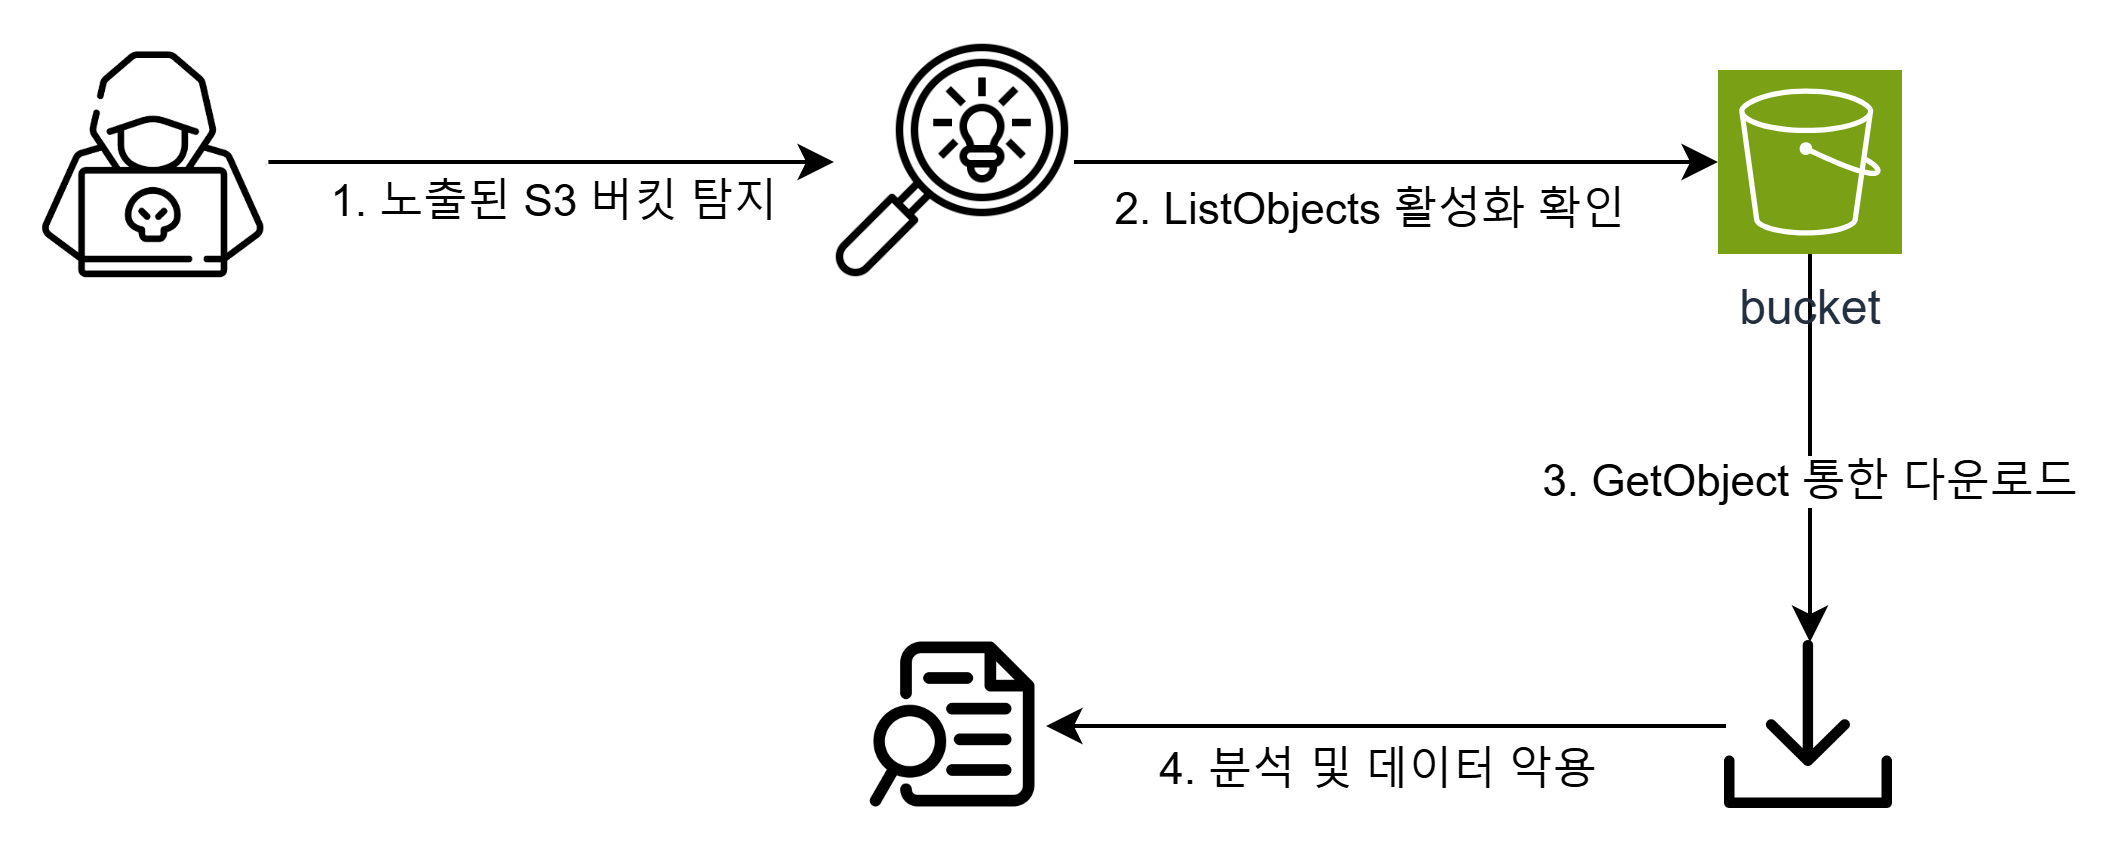 1. 노출된 S3 버킷 탐지
2. ListObjects 활성화 확인
bucket
3. GetObject 통한 다운로드
4. 분석 및 데이터 악용